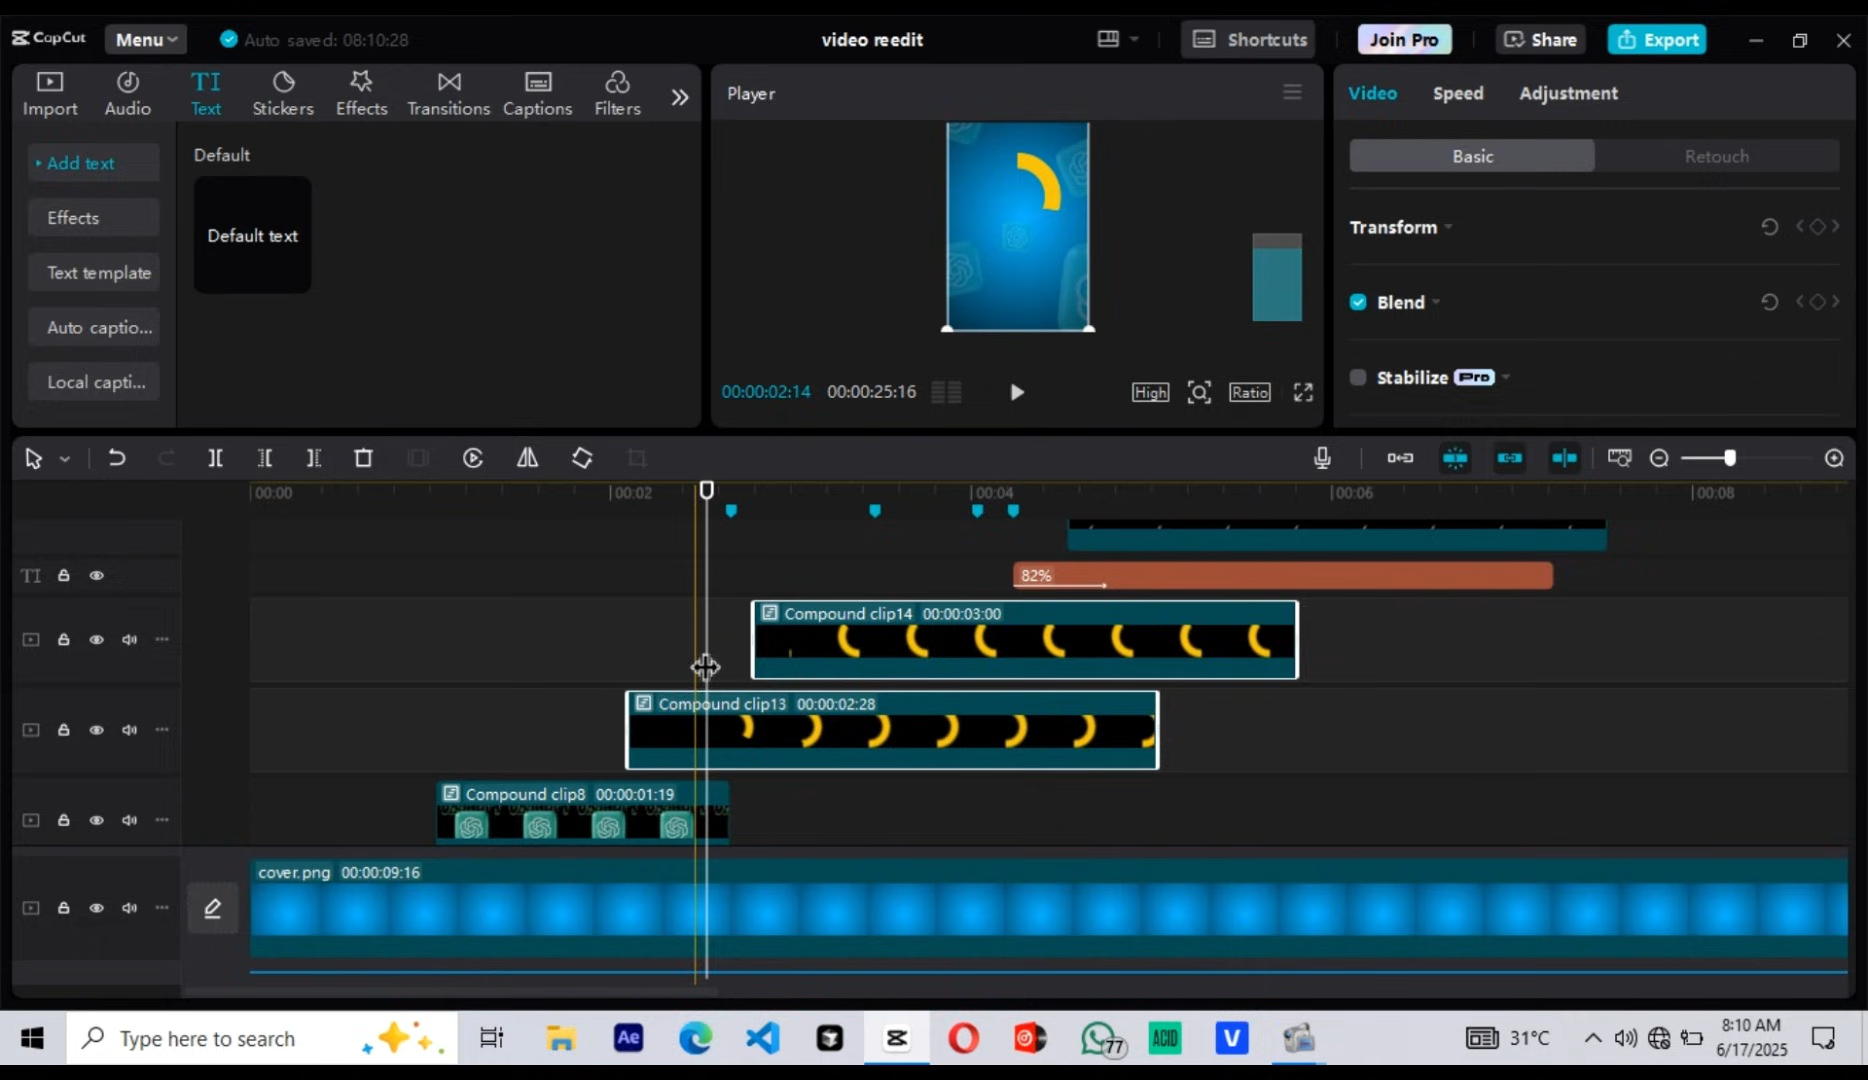 CapCut
Menu
Auto saved: 08:10:28
video reedit
Shortcuts
Join Pro
Share
Export
Import
Audio
TI
Text
Stickers
Effects
Transitions
Captions
Filters
Player
Video
Speed
Adjustment
Add text
Effects
Text template
Auto captio...
Local capti...
Default
Default text
Basic
Retouch
Transform
Blend
Stabilize Pro
00:00:02:14
00:00:25:16
High
Ratio
00:00
00:02
00:04
00:06
00:08
TI
82%
Compound clip14 00:00:03:00
Compound clip13 00:00:02:28
Compound clip8 00:00:01:19
cover.png 00:00:09:16
Type here to search
Ae
77
ACID
V
31°C
8:10 AM
6/17/2025